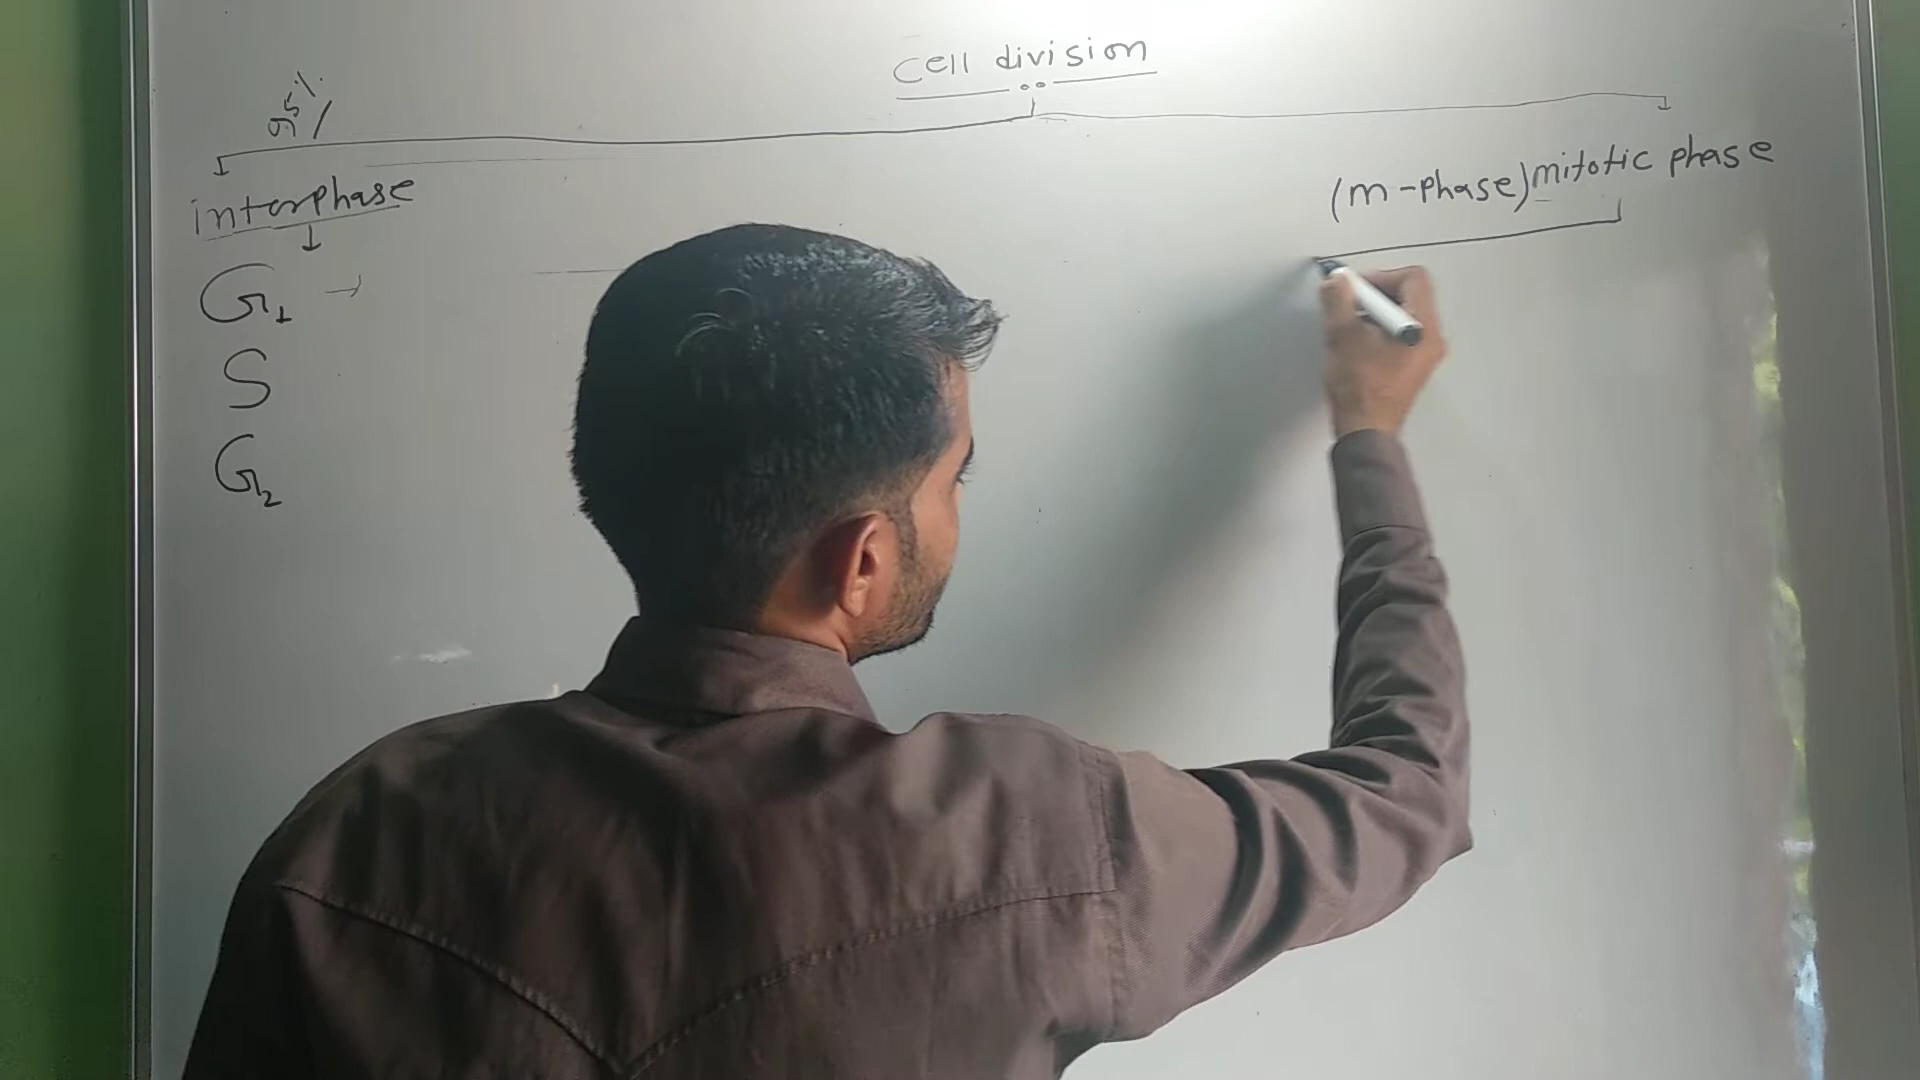 cell division
95%
interphase
(m-phase) mitotic phase
G1
S
G2